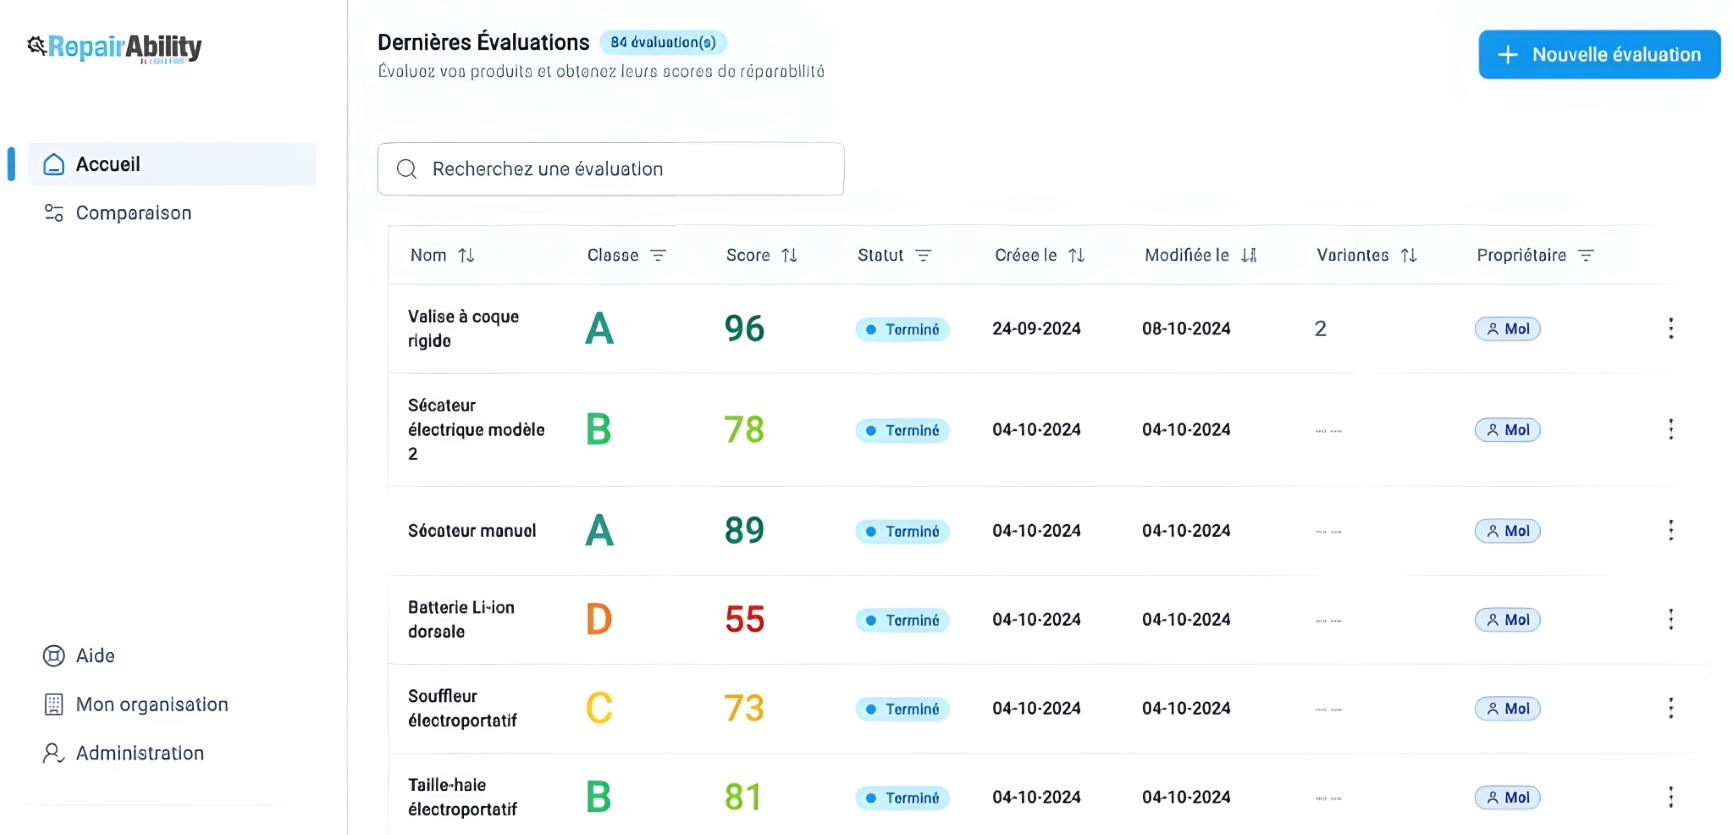 RepairAbility
Dernières Évaluations 84 évaluation(s)
Évaluez vos produits et obtenez leurs scores de réparabilité
+ Nouvelle évaluation
Accueil
Comparaison
Recherchez une évaluation
Nom Classe Score Statut Créée le Modifiée le Variantes Propriétaire
Valise à coque
rigide
A 96 Terminé 24-09-2024 08-10-2024 2 Moi
Sécateur
électrique modèle
2
B 78 Terminé 04-10-2024 04-10-2024 Moi
Sécateur manuel A 89 Terminé 04-10-2024 04-10-2024 Moi
Batterie Li-ion
dorsale
D 55 Terminé 04-10-2024 04-10-2024 Moi
Souffleur
électroportatif
C 73 Terminé 04-10-2024 04-10-2024 Moi
Taille-haie
électroportatif
B 81 Terminé 04-10-2024 04-10-2024 Moi
Aide
Mon organisation
Administration